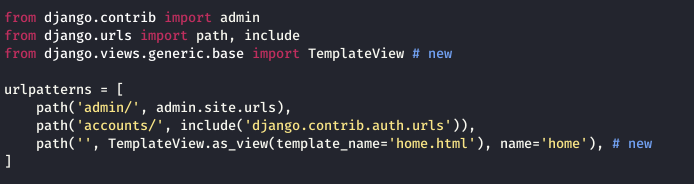 from django.contrib import admin
from django.urls import path, include
from django.views.generic.base import TemplateView # new
urlpatterns = [
    path('admin/', admin.site.urls),
    path('accounts/', include('django.contrib.auth.urls')),
    path('', TemplateView.as_view(template_name='home.html'), name='home'), # new
]